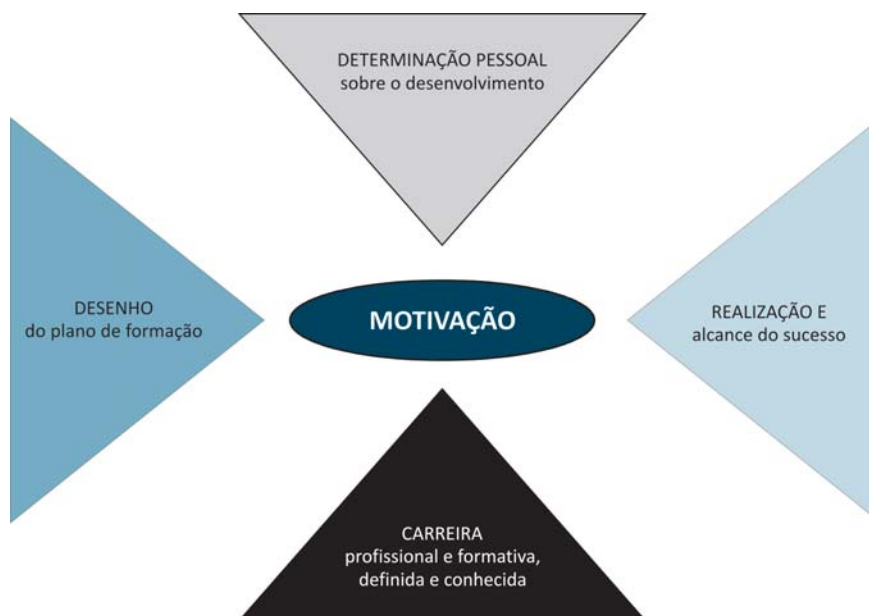 DETERMINAÇÃO PESSOAL
sobre o desenvolvimento
DESENHO
do plano de formação
MOTIVAÇÃO
REALIZAÇÃO E
alcance do sucesso
CARREIRA
profissional e formativa,
definida e conhecida